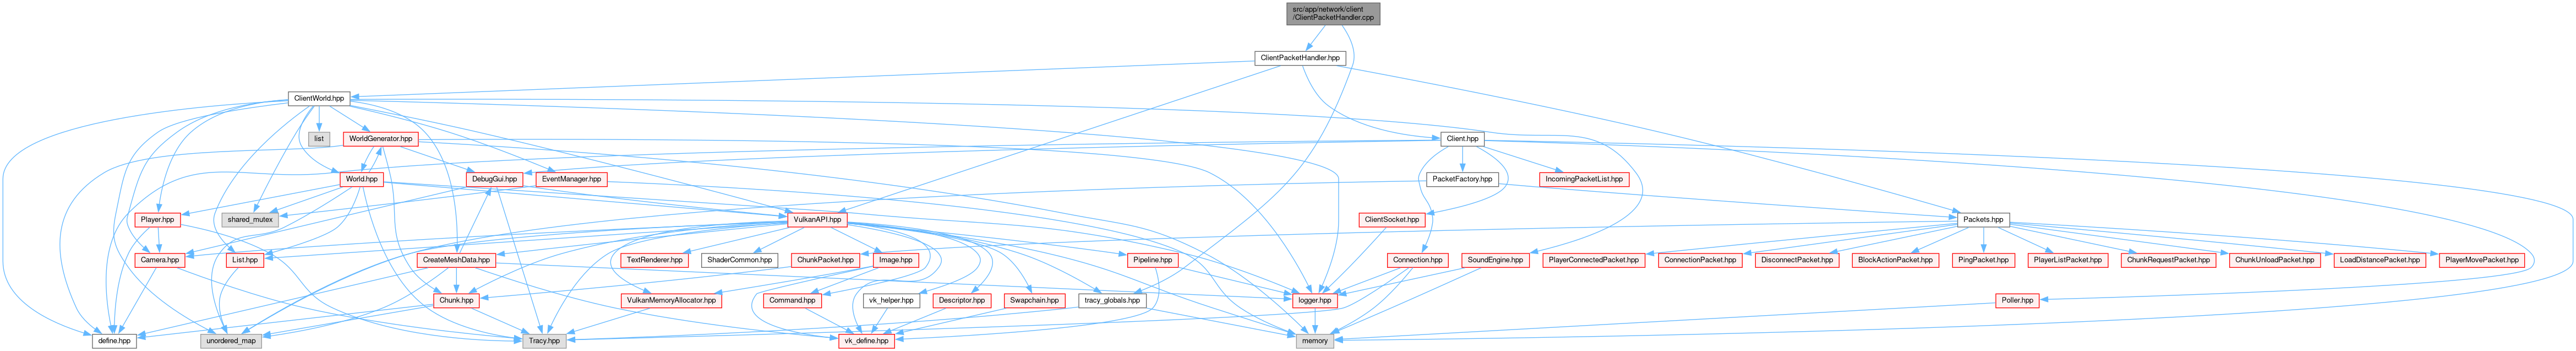 src/app/network/client
/ClientPacketHandler.cpp
ClientPacketHandler.hpp
ClientWorld.hpp
list
WorldGenerator.hpp
Client.hpp
World.hpp
DebugGui.hpp
EventManager.hpp
PacketFactory.hpp
IncomingPacketList.hpp
Player.hpp
shared_mutex
VulkanAPI.hpp
ClientSocket.hpp
Packets.hpp
Camera.hpp
List.hpp
CreateMeshData.hpp
TextRenderer.hpp
ShaderCommon.hpp
ChunkPacket.hpp
Image.hpp
Pipeline.hpp
Connection.hpp
SoundEngine.hpp
PlayerConnectedPacket.hpp
ConnectionPacket.hpp
DisconnectPacket.hpp
BlockActionPacket.hpp
PingPacket.hpp
PlayerListPacket.hpp
ChunkRequestPacket.hpp
ChunkUnloadPacket.hpp
LoadDistancePacket.hpp
PlayerMovePacket.hpp
Chunk.hpp
VulkanMemoryAllocator.hpp
Command.hpp
vk_helper.hpp
Descriptor.hpp
Swapchain.hpp
tracy_globals.hpp
logger.hpp
Poller.hpp
define.hpp
unordered_map
Tracy.hpp
vk_define.hpp
memory